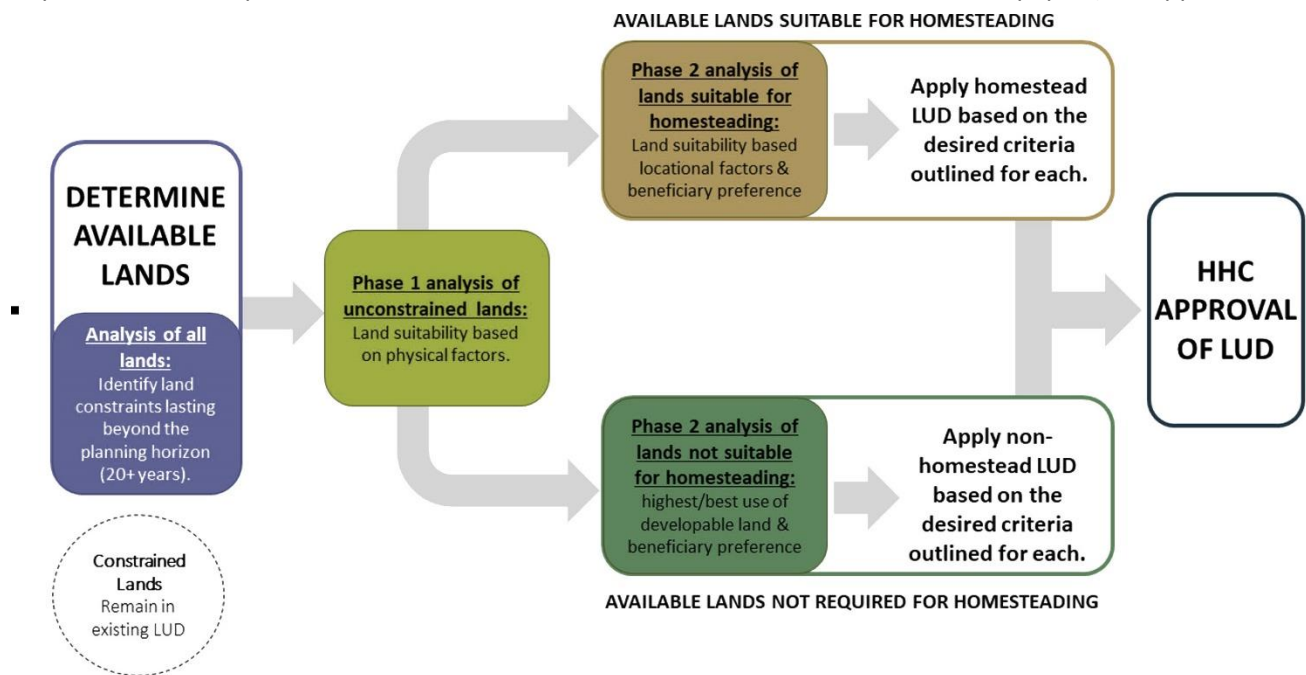 AVAILABLE LANDS SUITABLE FOR HOMESTEADING
DETERMINE
AVAILABLE
LANDS
Analysis of all
lands:
Identify land
constraints lasting
beyond the
planning horizon
(20+ years).
Constrained
Lands
Remain in
existing LUD
Phase 1 analysis of
unconstrained lands:
Land suitability based
on physical factors.
Phase 2 analysis of
lands suitable for
homesteading:
Land suitability based
locational factors &
beneficiary preference
Apply homestead
LUD based on the
desired criteria
outlined for each.
Phase 2 analysis of
lands not suitable
for homesteading:
highest/best use of
developable land &
beneficiary preference
Apply non-
homestead LUD
based on the
desired criteria
outlined for each.
AVAILABLE LANDS NOT REQUIRED FOR HOMESTEADING
HHC
APPROVAL
OF LUD